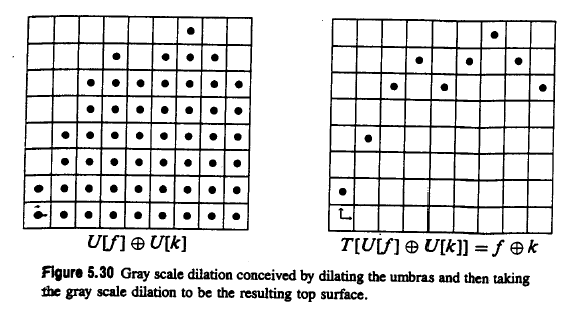 U[f] ⊕ U[k]
T[U[f] ⊕ U[k]] = f ⊕ k
Figure 5.30 Gray scale dilation conceived by dilating the umbras and then taking
the gray scale dilation to be the resulting top surface.